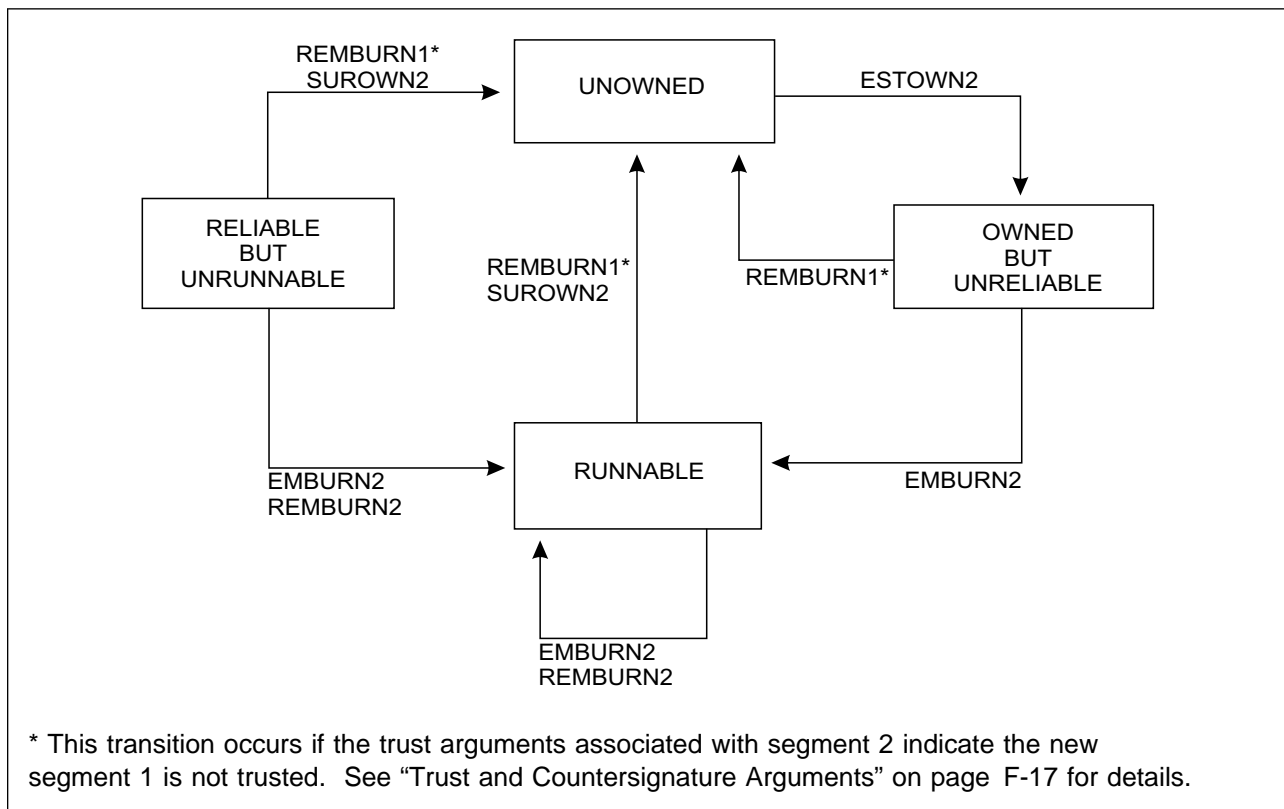 REMBURN1*
SUROWN2
UNOWNED
ESTOWN2
RELIABLE
BUT
UNRUNNABLE
OWNED
BUT
UNRELIABLE
REMBURN1*
SUROWN2
REMBURN1*
EMBURN2
REMBURN2
RUNNABLE
EMBURN2
EMBURN2
REMBURN2
* This transition occurs if the trust arguments associated with segment 2 indicate the new
segment 1 is not trusted. See “Trust and Countersignature Arguments” on page F-17 for details.